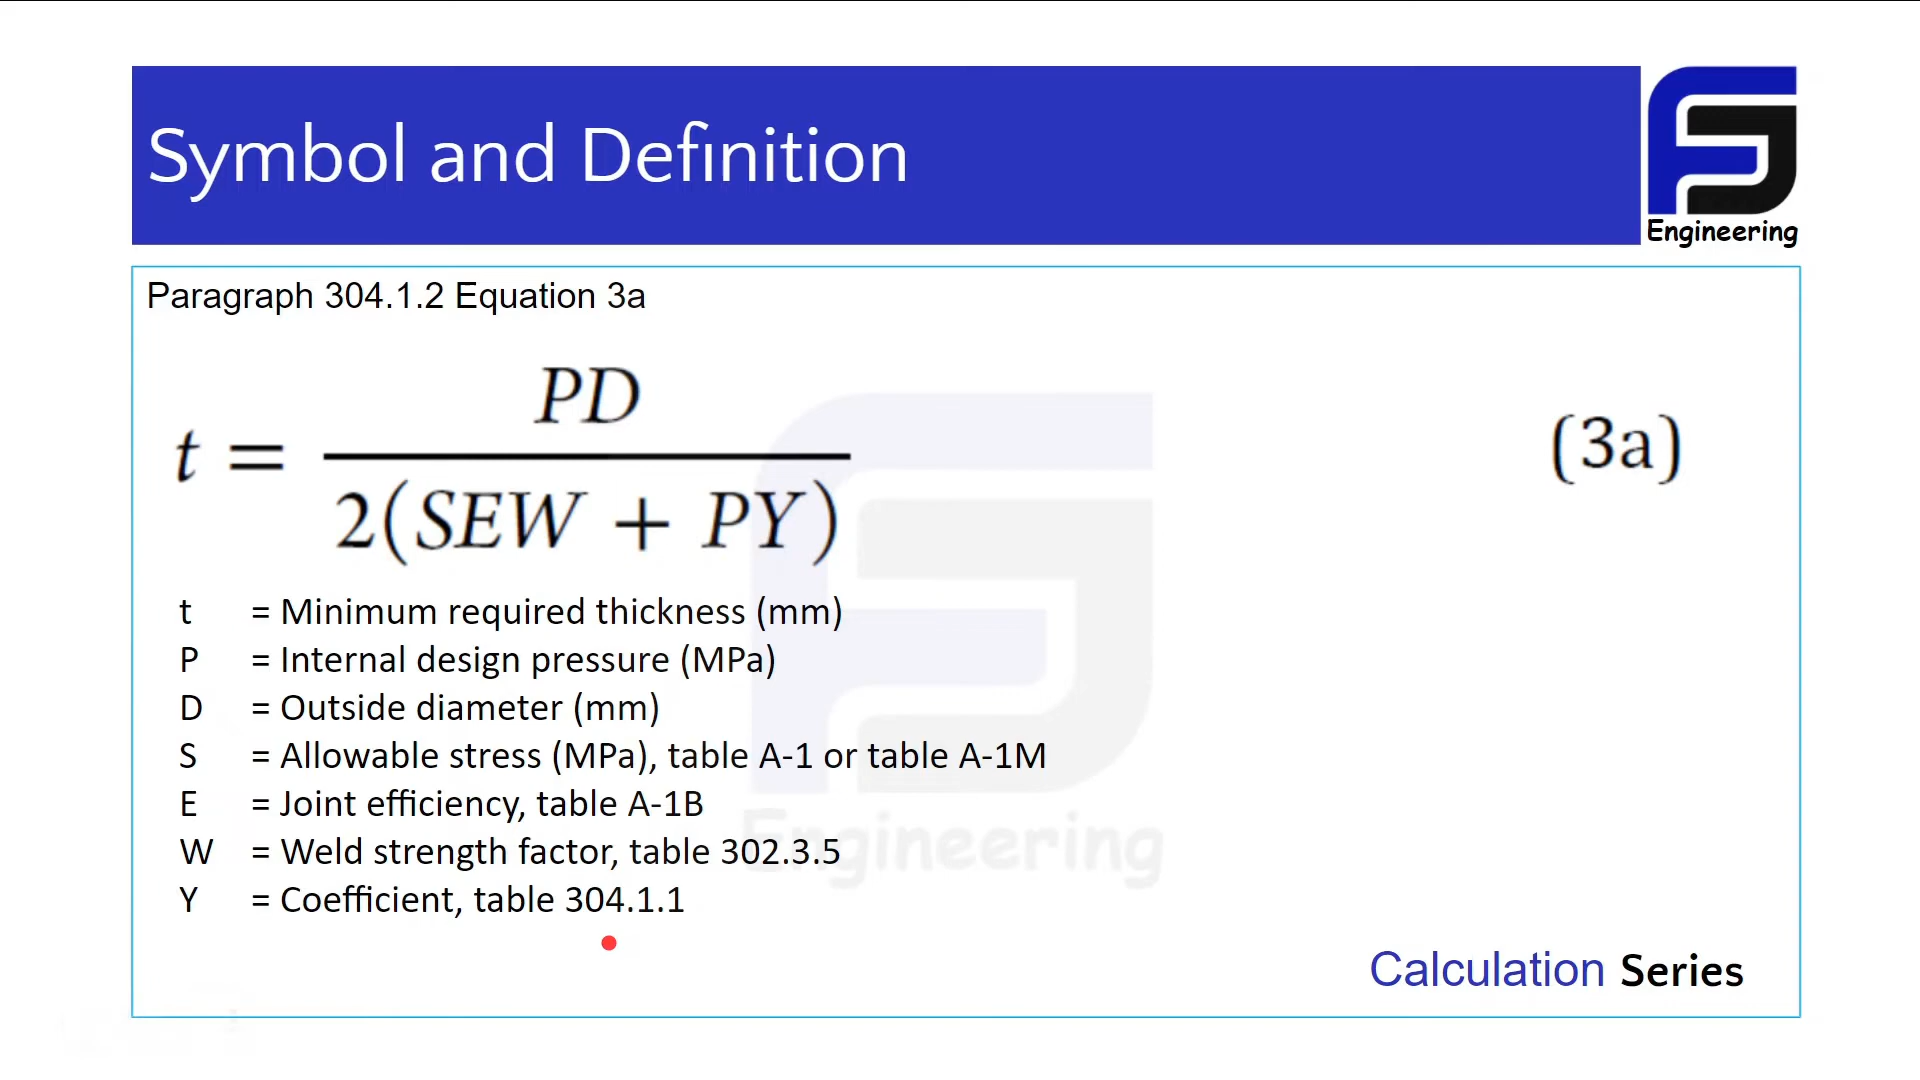 Symbol and Definition
Engineering
Paragraph 304.1.2 Equation 3a
t = PD / 2(SEW + PY) (3a)
t = Minimum required thickness (mm)
P = Internal design pressure (MPa)
D = Outside diameter (mm)
S = Allowable stress (MPa), table A-1 or table A-1M
E = Joint efficiency, table A-1B
W = Weld strength factor, table 302.3.5
Y = Coefficient, table 304.1.1
Engineering
Calculation Series